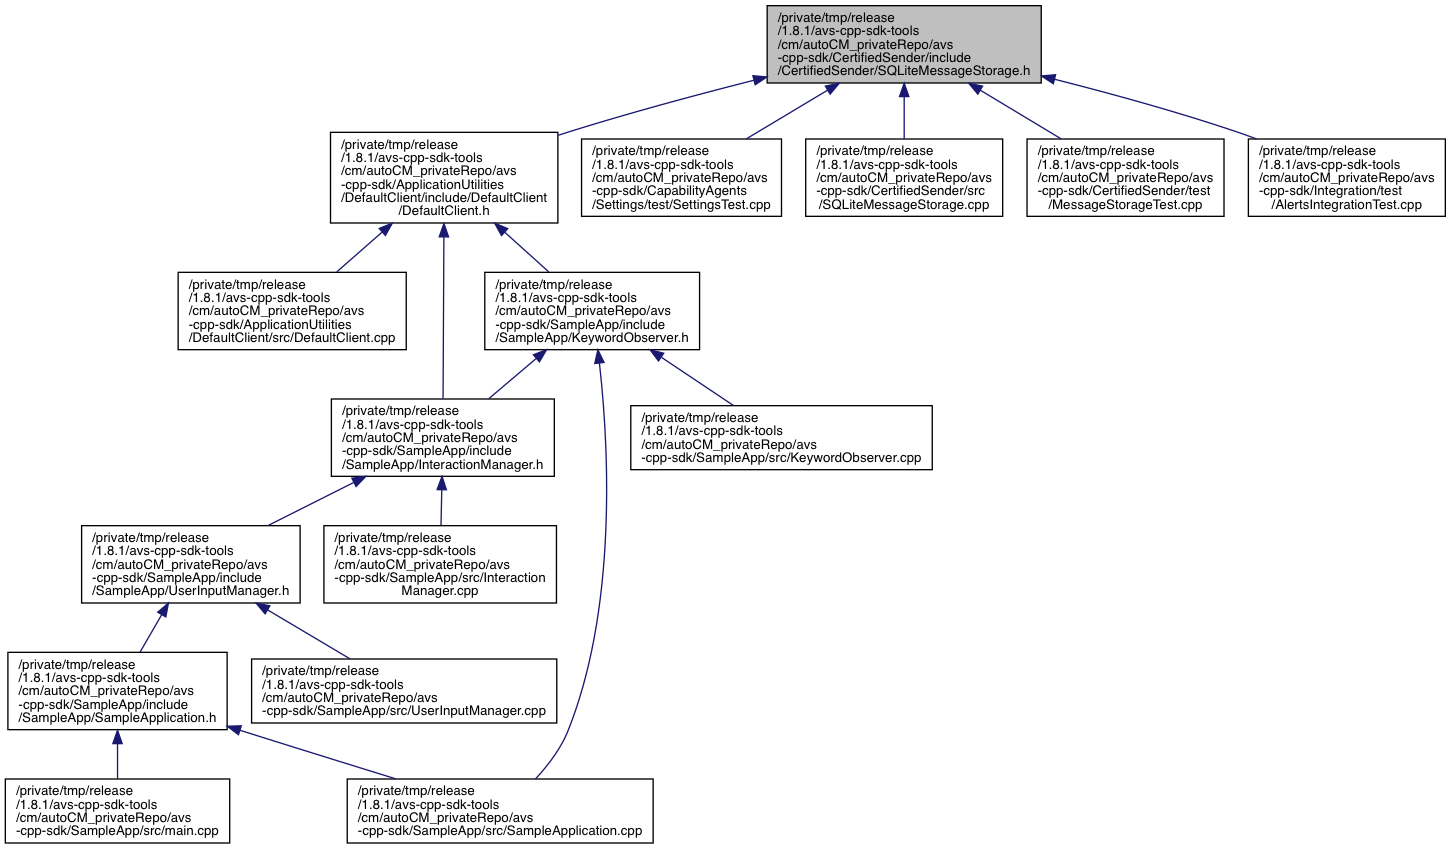 /private/tmp/release
/1.8.1/avs-cpp-sdk-tools
/cm/autoCM_privateRepo/avs
-cpp-sdk/CertifiedSender/include
/CertifiedSender/SQLiteMessageStorage.h
/private/tmp/release
/1.8.1/avs-cpp-sdk-tools
/cm/autoCM_privateRepo/avs
-cpp-sdk/ApplicationUtilities
/DefaultClient/include/DefaultClient
/DefaultClient.h
/private/tmp/release
/1.8.1/avs-cpp-sdk-tools
/cm/autoCM_privateRepo/avs
-cpp-sdk/CapabilityAgents
/Settings/test/SettingsTest.cpp
/private/tmp/release
/1.8.1/avs-cpp-sdk-tools
/cm/autoCM_privateRepo/avs
-cpp-sdk/CertifiedSender/src
/SQLiteMessageStorage.cpp
/private/tmp/release
/1.8.1/avs-cpp-sdk-tools
/cm/autoCM_privateRepo/avs
-cpp-sdk/CertifiedSender/test
/MessageStorageTest.cpp
/private/tmp/release
/1.8.1/avs-cpp-sdk-tools
/cm/autoCM_privateRepo/avs
-cpp-sdk/Integration/test
/AlertsIntegrationTest.cpp
/private/tmp/release
/1.8.1/avs-cpp-sdk-tools
/cm/autoCM_privateRepo/avs
-cpp-sdk/ApplicationUtilities
/DefaultClient/src/DefaultClient.cpp
/private/tmp/release
/1.8.1/avs-cpp-sdk-tools
/cm/autoCM_privateRepo/avs
-cpp-sdk/SampleApp/include
/SampleApp/KeywordObserver.h
/private/tmp/release
/1.8.1/avs-cpp-sdk-tools
/cm/autoCM_privateRepo/avs
-cpp-sdk/SampleApp/include
/SampleApp/InteractionManager.h
/private/tmp/release
/1.8.1/avs-cpp-sdk-tools
/cm/autoCM_privateRepo/avs
-cpp-sdk/SampleApp/src/KeywordObserver.cpp
/private/tmp/release
/1.8.1/avs-cpp-sdk-tools
/cm/autoCM_privateRepo/avs
-cpp-sdk/SampleApp/include
/SampleApp/UserInputManager.h
/private/tmp/release
/1.8.1/avs-cpp-sdk-tools
/cm/autoCM_privateRepo/avs
-cpp-sdk/SampleApp/src/Interaction
Manager.cpp
/private/tmp/release
/1.8.1/avs-cpp-sdk-tools
/cm/autoCM_privateRepo/avs
-cpp-sdk/SampleApp/include
/SampleApp/SampleApplication.h
/private/tmp/release
/1.8.1/avs-cpp-sdk-tools
/cm/autoCM_privateRepo/avs
-cpp-sdk/SampleApp/src/UserInputManager.cpp
/private/tmp/release
/1.8.1/avs-cpp-sdk-tools
/cm/autoCM_privateRepo/avs
-cpp-sdk/SampleApp/src/main.cpp
/private/tmp/release
/1.8.1/avs-cpp-sdk-tools
/cm/autoCM_privateRepo/avs
-cpp-sdk/SampleApp/src/SampleApplication.cpp